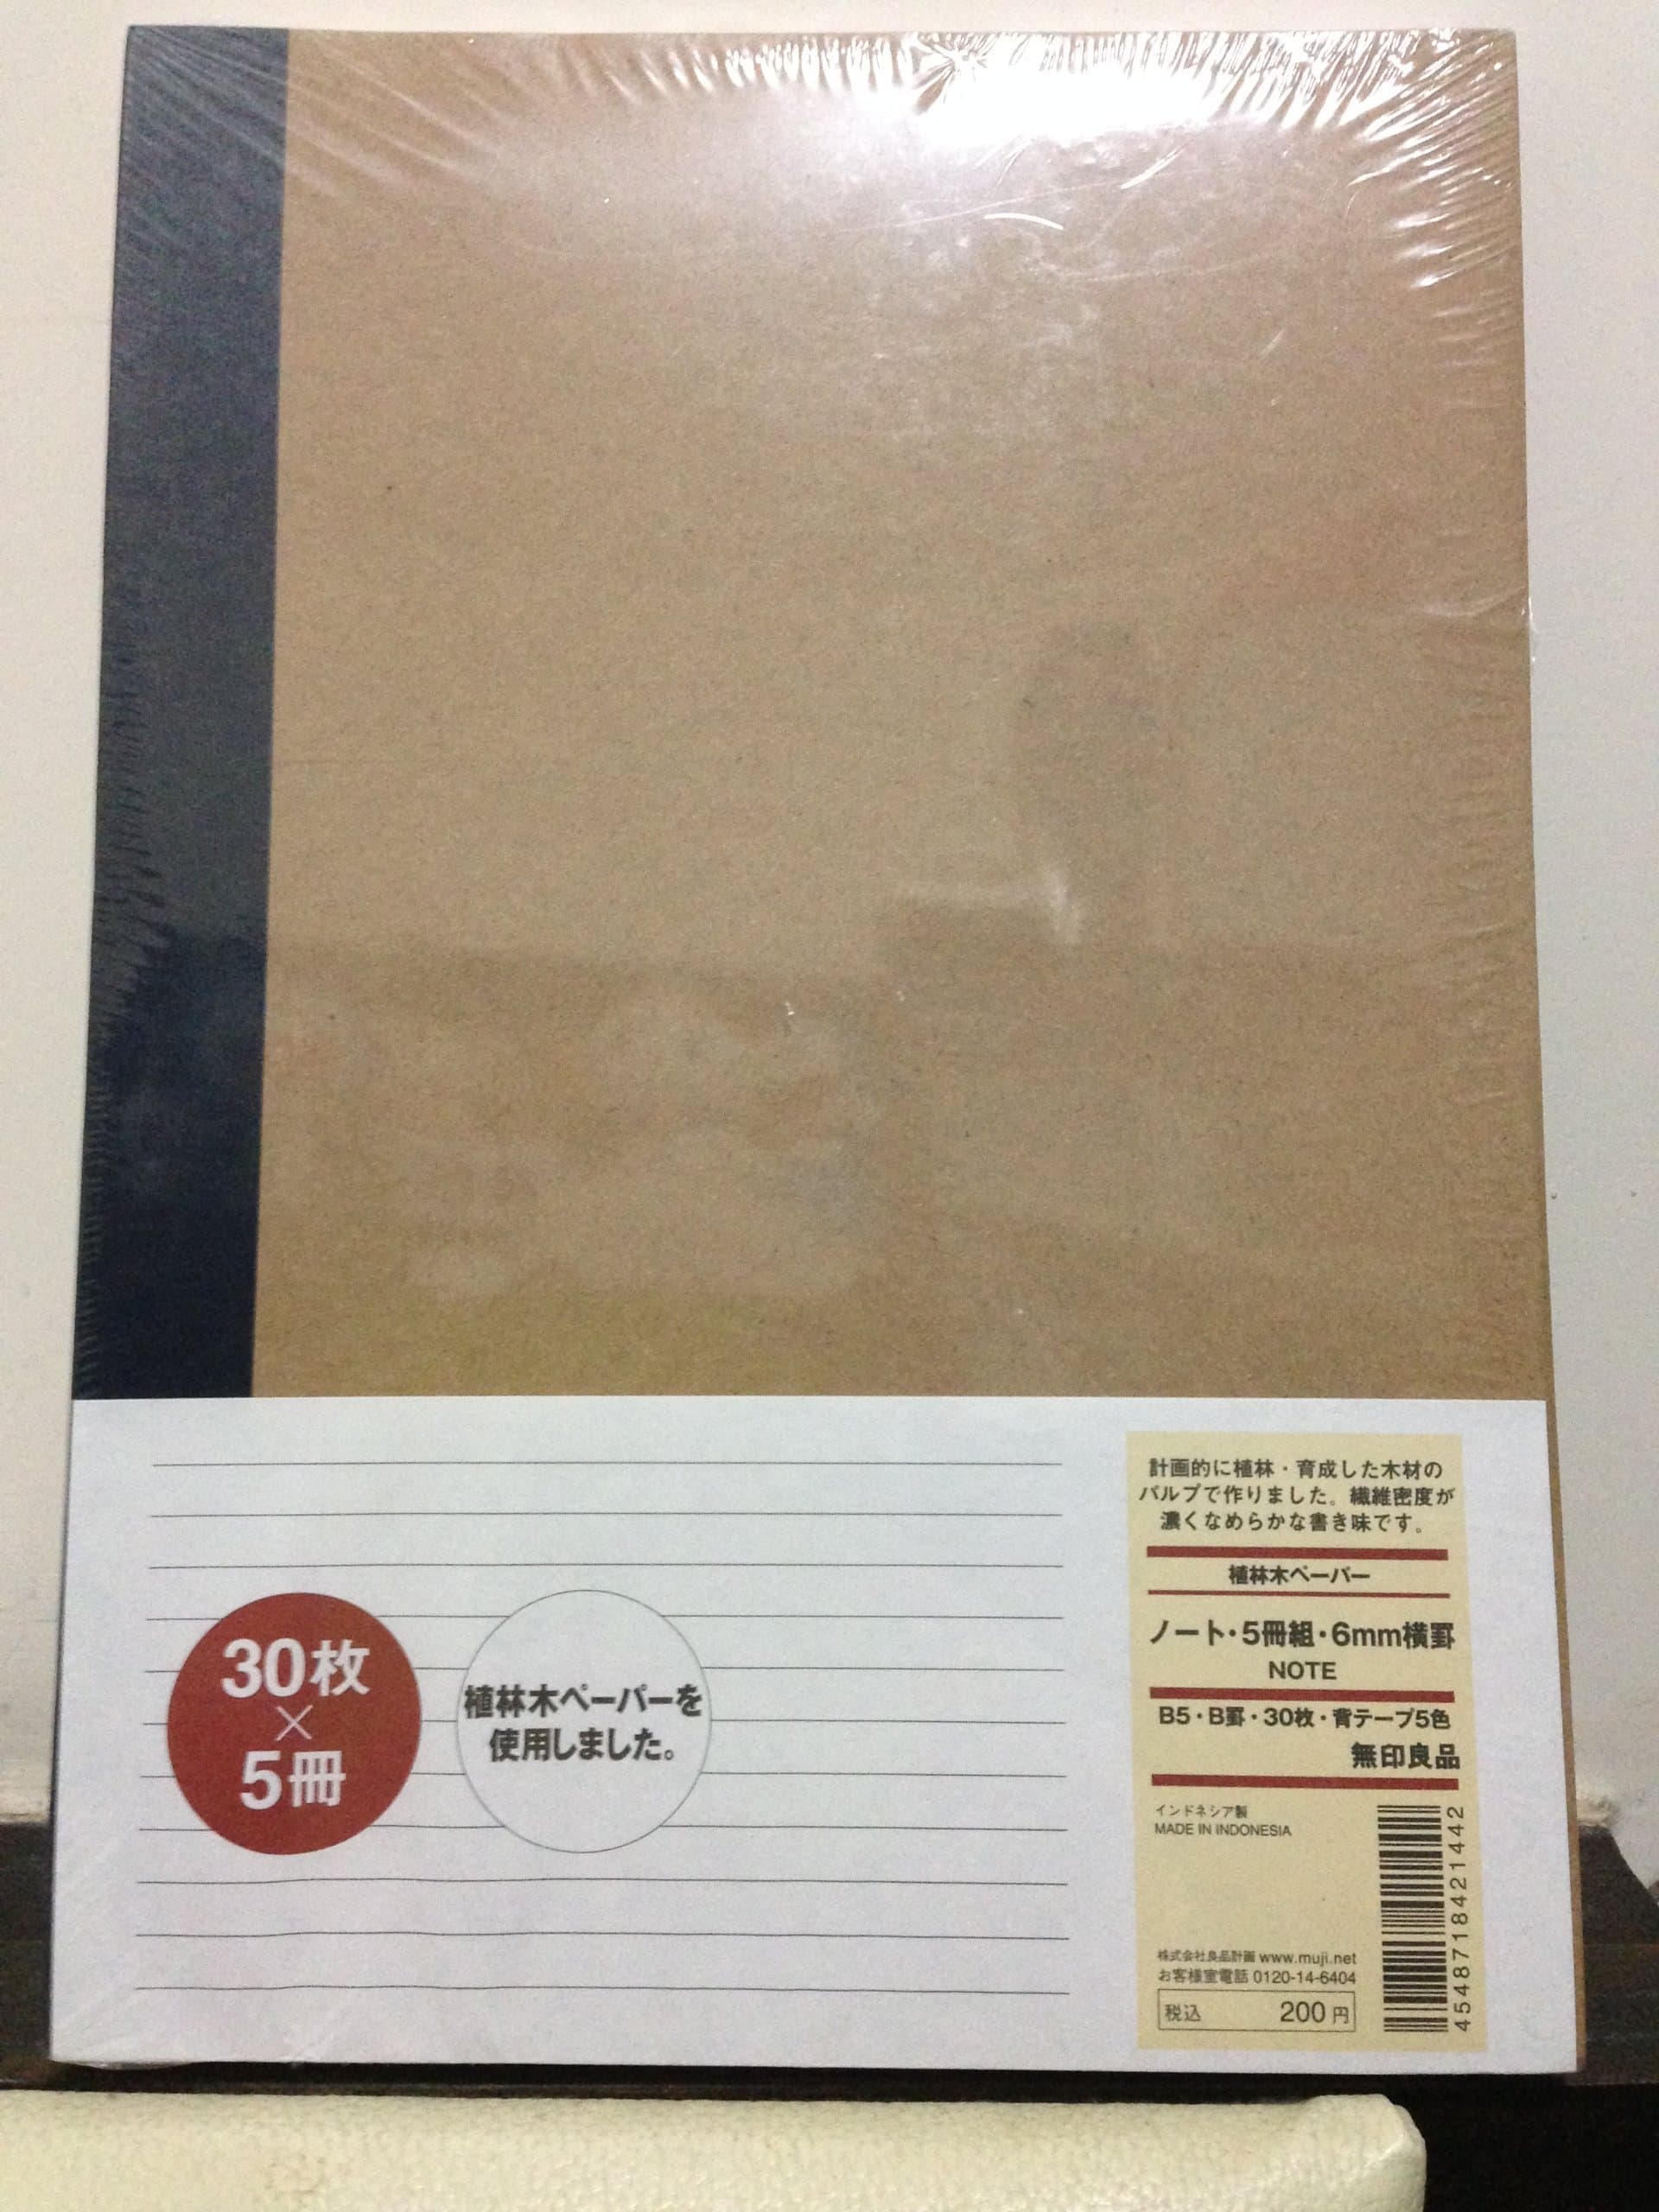 計画的に植林・育成した木材の
パルプで作りました。繊維密度が
濃くなめらかな書き味です。
植林木ペーパー
ノート・5冊組・6mm横罫
NOTE
B5・B罫・30枚・背テープ5色
無印良品
インドネシア製
MADE IN INDONESIA
株式会社良品計画 www.muji.net
お客様室電話 0120-14-6404
税込 200円
4548718421442
30枚
×
5冊
植林木ペーパーを
使用しました。